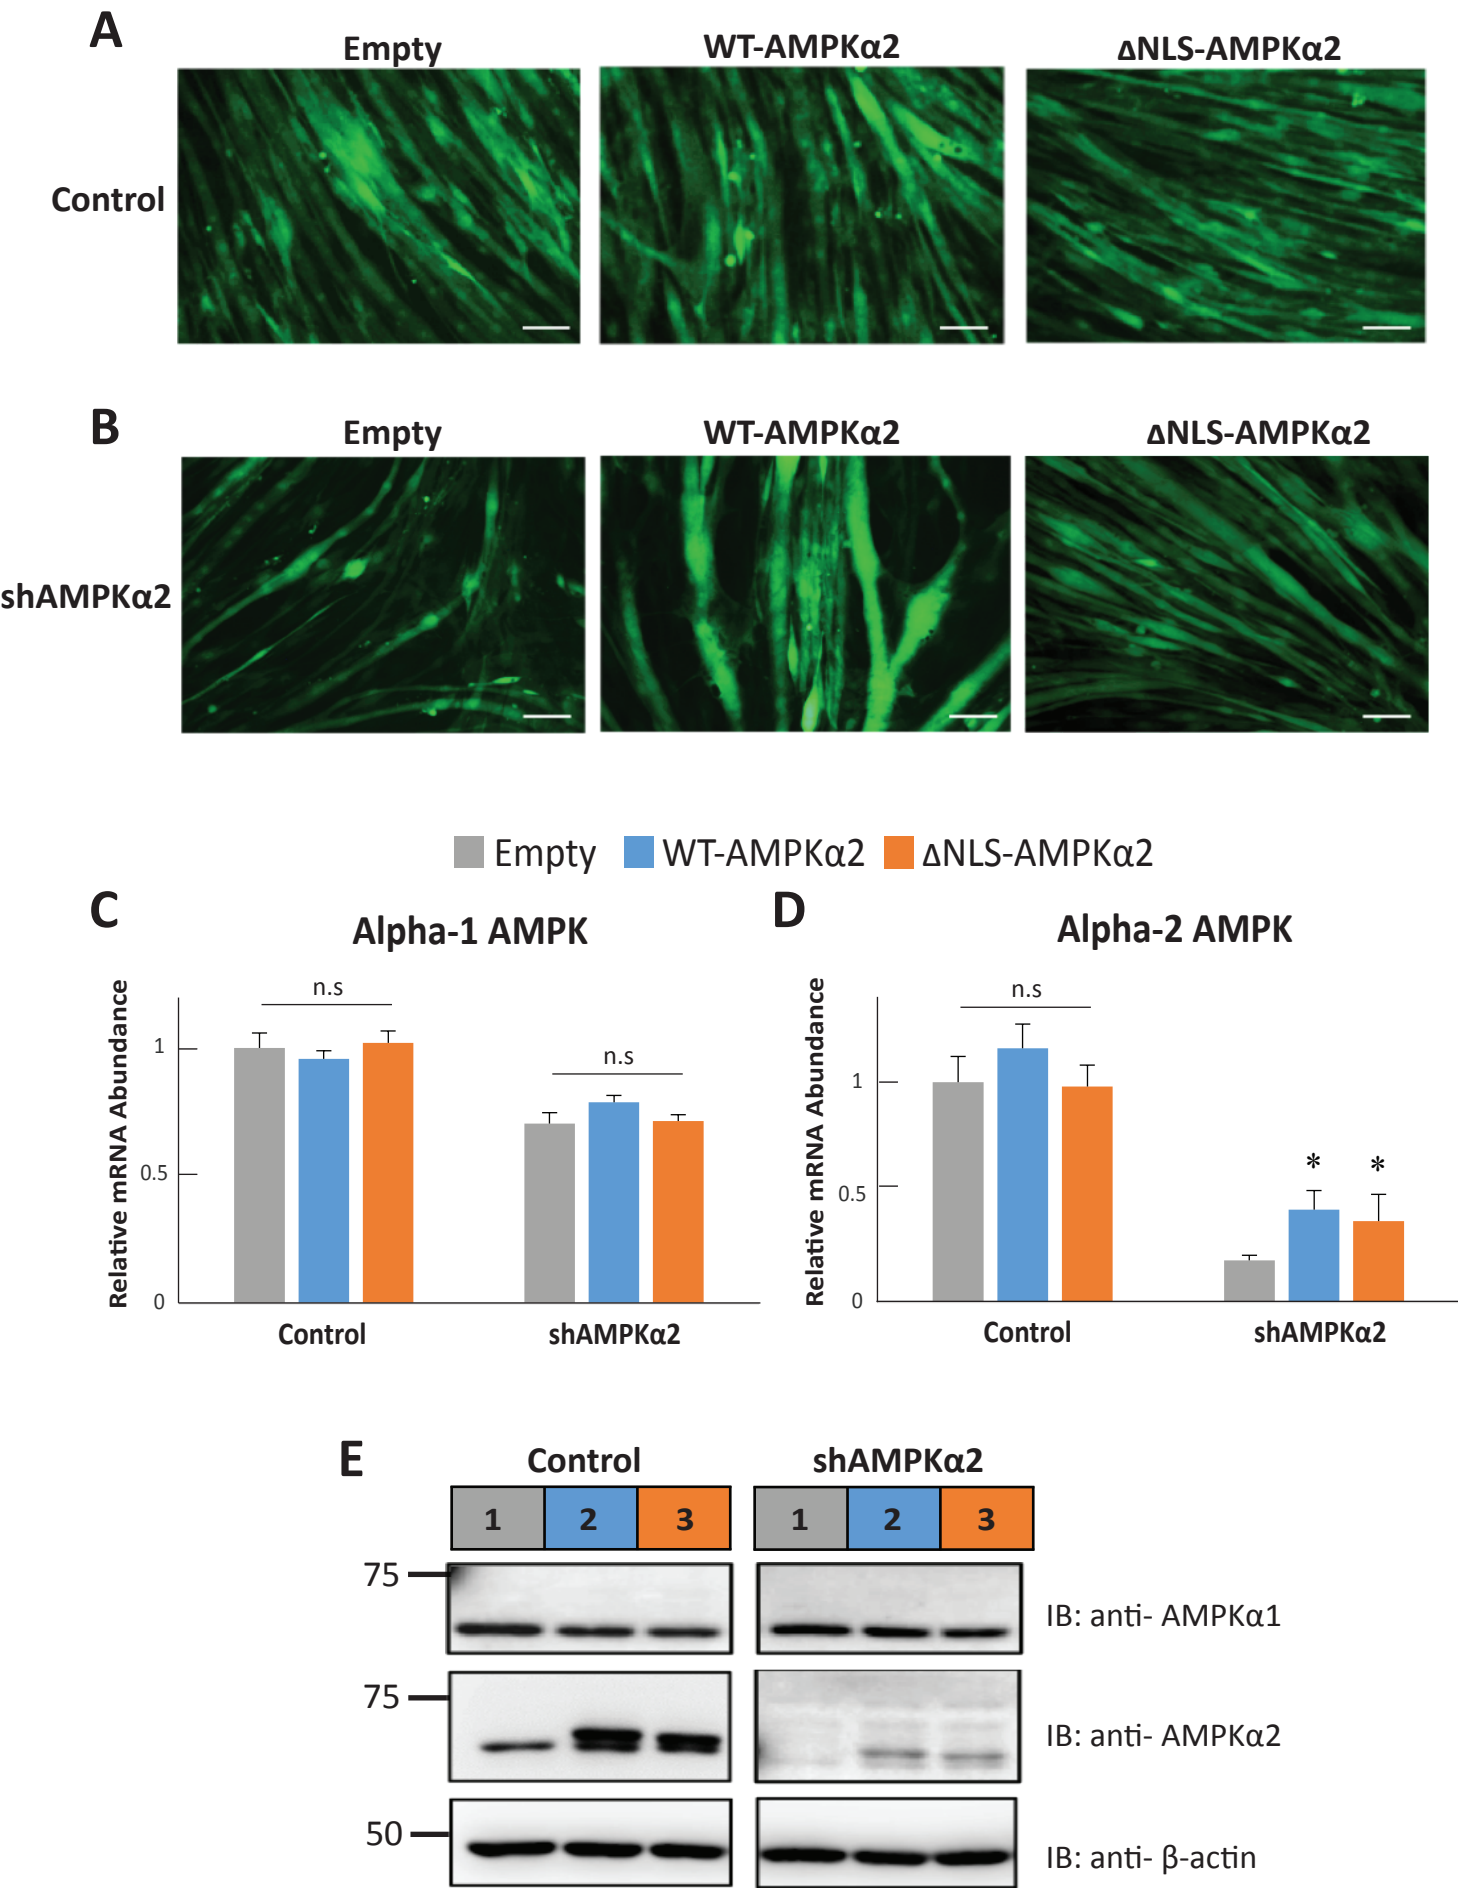 A
Empty
WT-AMPKα2
ΔNLS-AMPKα2
Control
B
Empty
WT-AMPKα2
ΔNLS-AMPKα2
shAMPKα2
Empty
WT-AMPKα2
ΔNLS-AMPKα2
C
Alpha-1 AMPK
Relative mRNA Abundance
1
0.5
0
n.s
n.s
Control
shAMPKα2
D
Alpha-2 AMPK
Relative mRNA Abundance
1
0.5
0
n.s
*
*
Control
shAMPKα2
E
Control
shAMPKα2
1 2 3
1 2 3
75
IB: anti- AMPKα1
75
IB: anti- AMPKα2
50
IB: anti- β-actin